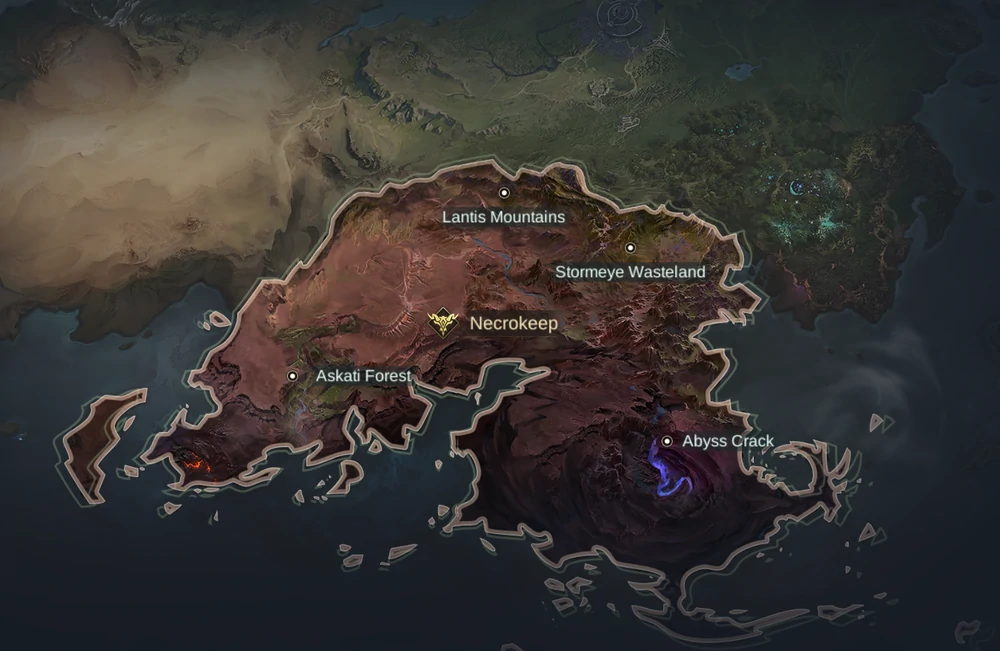 Lantis Mountains
Stormeye Wasteland
Necrokeep
Askati Forest
Abyss Crack